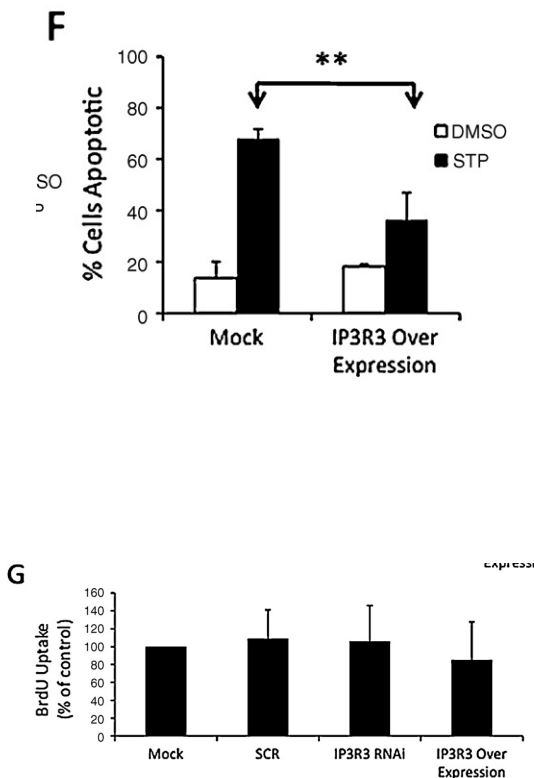 F
**
100
80
60
40
20
0
% Cells Apoptotic
DMSO
STP
SO
Mock
IP3R3 Over
Expression
G
160
140
120
100
80
60
40
20
0
BrdU Uptake
(% of control)
Mock
SCR
IP3R3 RNAi
IP3R3 Over
Expression